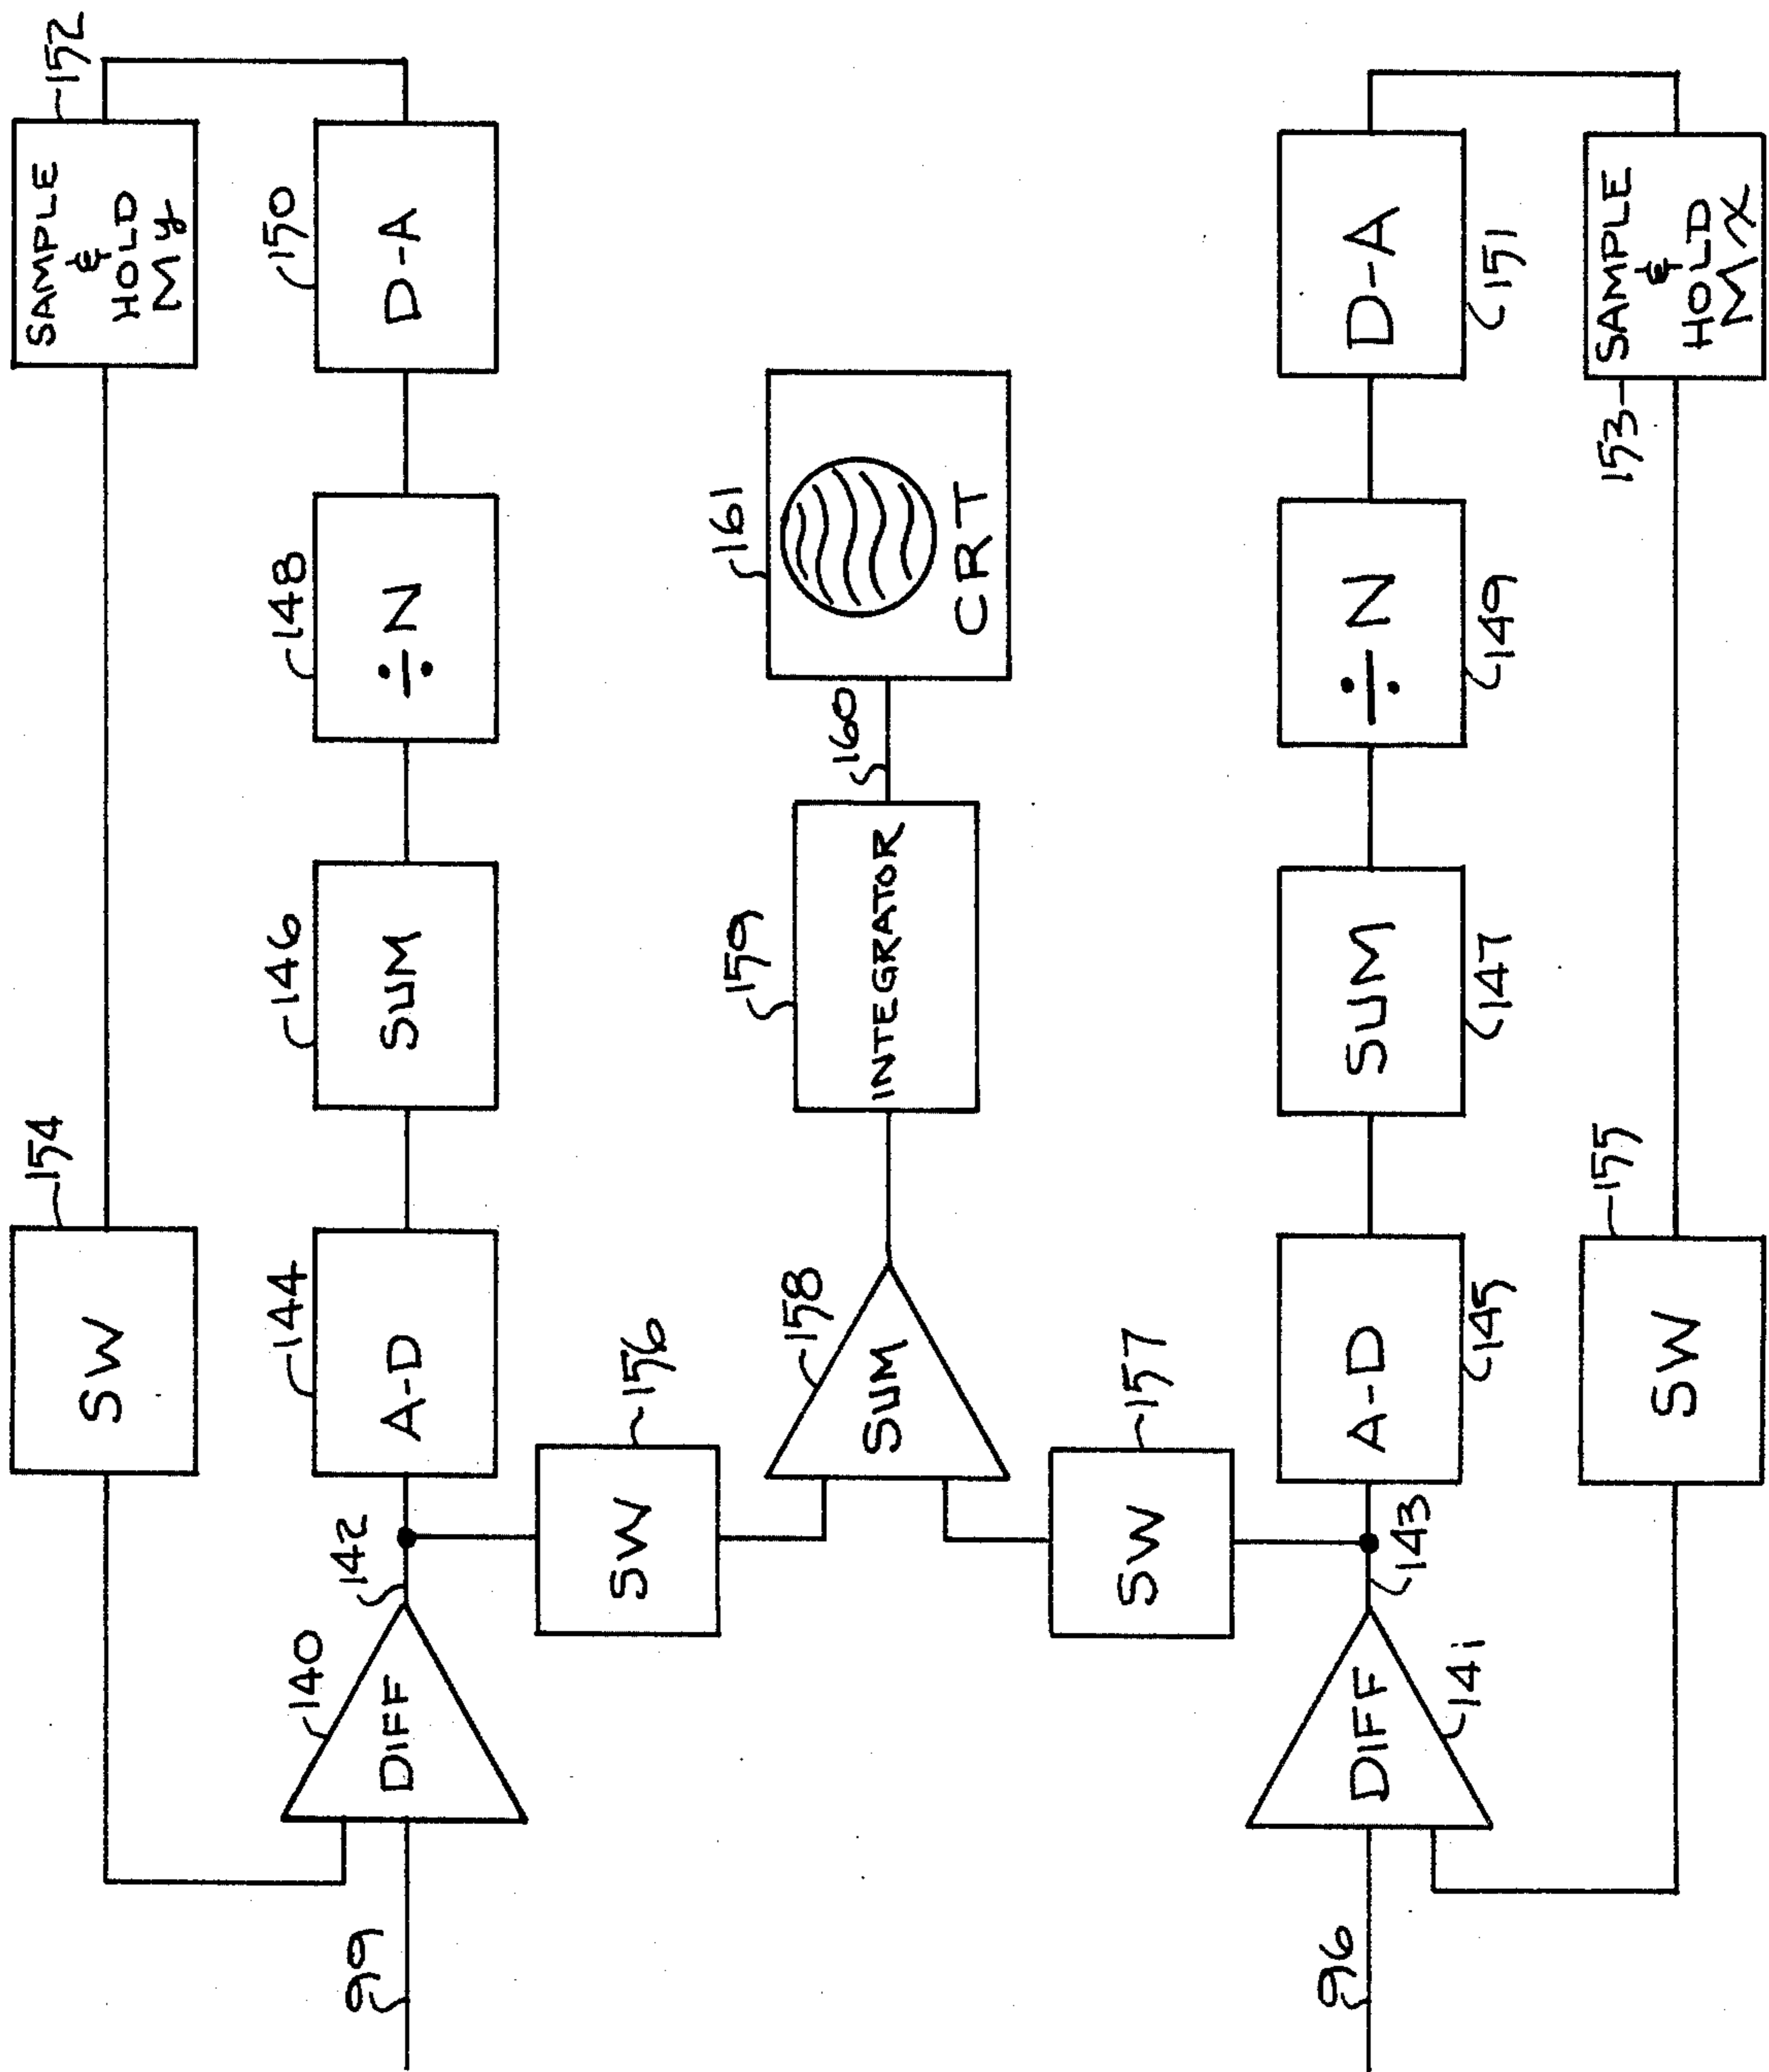 152
SAMPLE
&
HOLD
My
154
SW
150
D-A
148
÷N
146
SUM
144
A-D
142
140
DIFF
99
156
SW
161
CRT
160
159
INTEGRATOR
158
SUM
157
SW
151
D-A
149
÷N
147
SUM
145
A-D
143
141
DIFF
96
153
SAMPLE
&
HOLD
Mx
155
SW